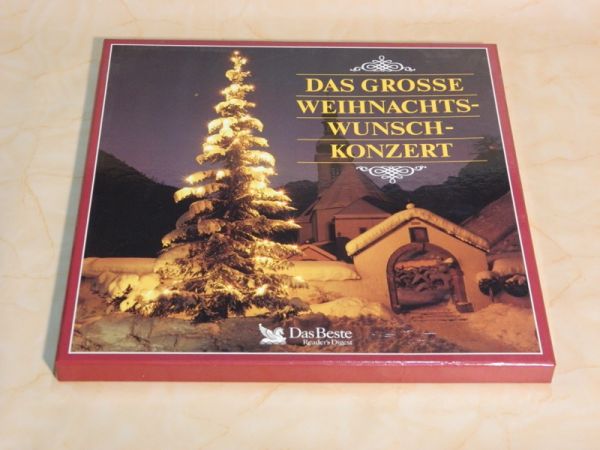 DAS GROSSE
WEIHNACHTS-
WUNSCH-
KONZERT
Das Beste
Reader's Digest